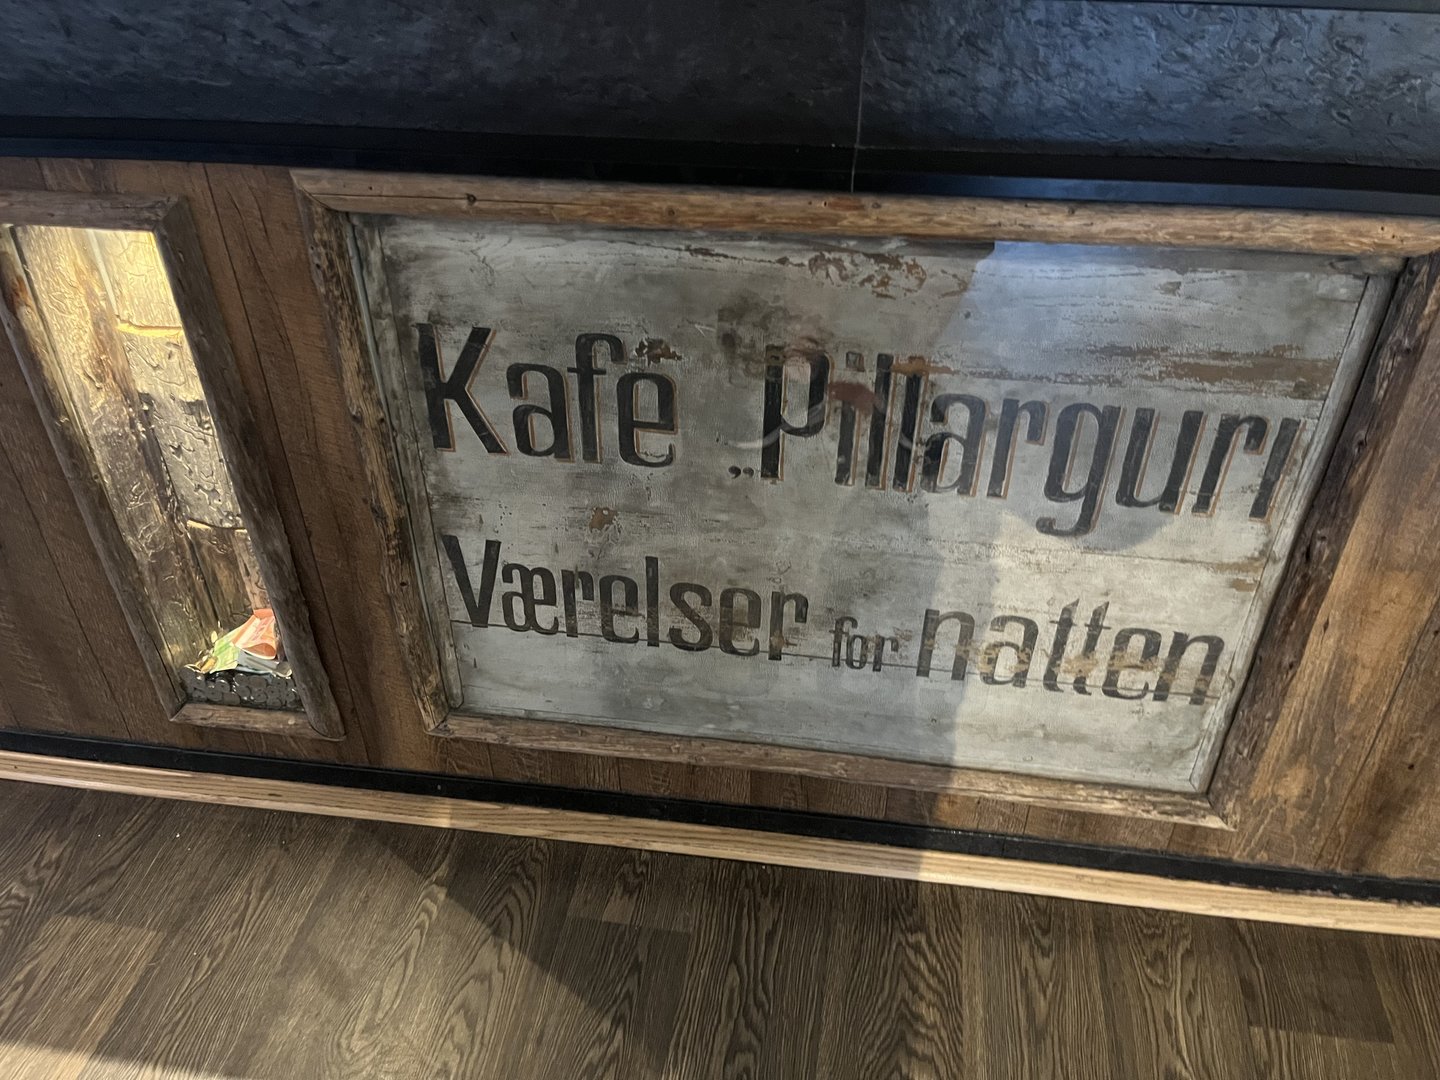 Kafé „Pillarguri
Værelser for natten